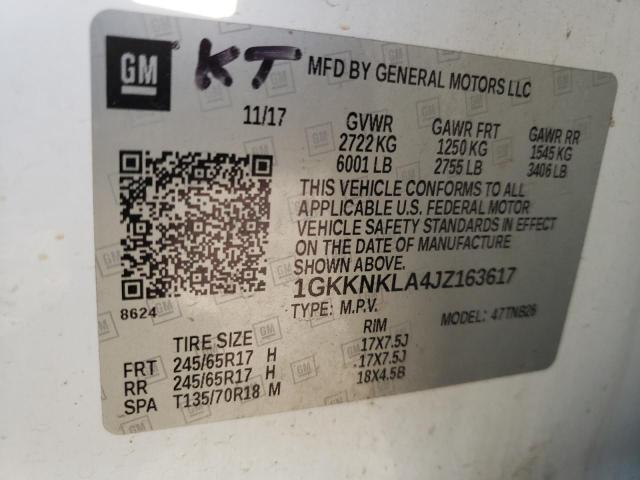 GM KT MFD BY GENERAL MOTORS LLC
11/17 GVWR GAWR FRT GAWR RR
2722 KG 1250 KG 1545 KG
6001 LB 2755 LB 3406 LB
THIS VEHICLE CONFORMS TO ALL
APPLICABLE U.S. FEDERAL MOTOR
VEHICLE SAFETY STANDARDS IN EFFECT
ON THE DATE OF MANUFACTURE
SHOWN ABOVE.
1GKKNKLA4JZ163617
8624 TYPE: M.P.V. MODEL: 47TNB26
TIRE SIZE RIM
FRT 245/65R17 H 17X7.5J
RR 245/65R17 H 17X7.5J
SPA T135/70R18 M 18X4.5B